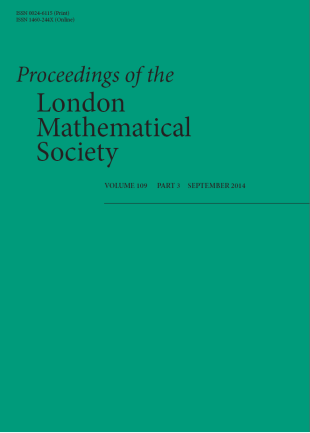 ISSN 0024-6115 (Print)
ISSN 1460-244X (Online)
Proceedings of the
London
Mathematical
Society
VOLUME 109 PART 3 SEPTEMBER 2014